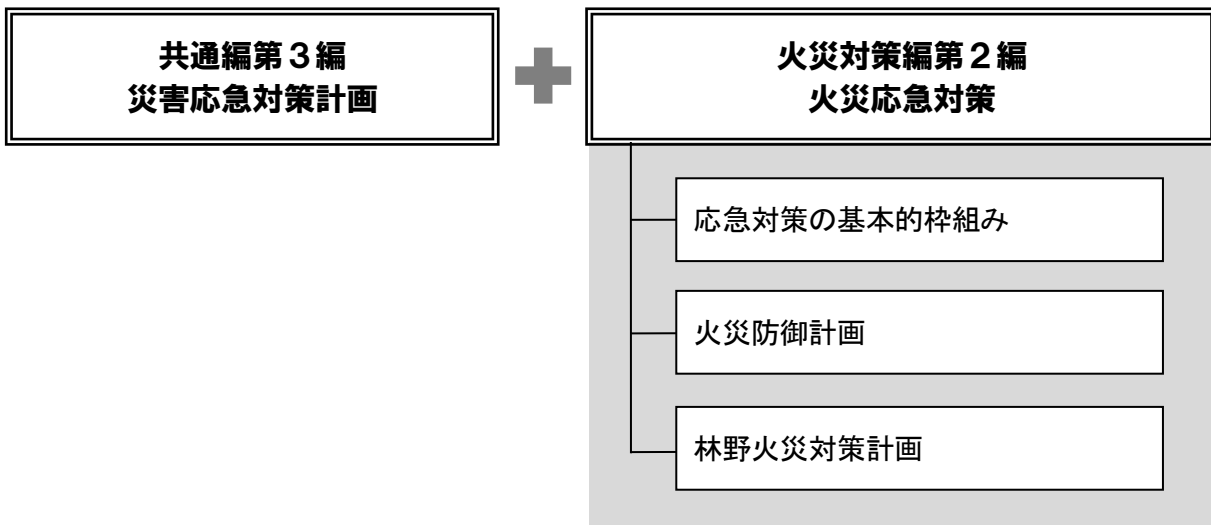 共通編第３編
災害応急対策計画
火災対策編第２編
火災応急対策
応急対策の基本的枠組み
火災防御計画
林野火災対策計画